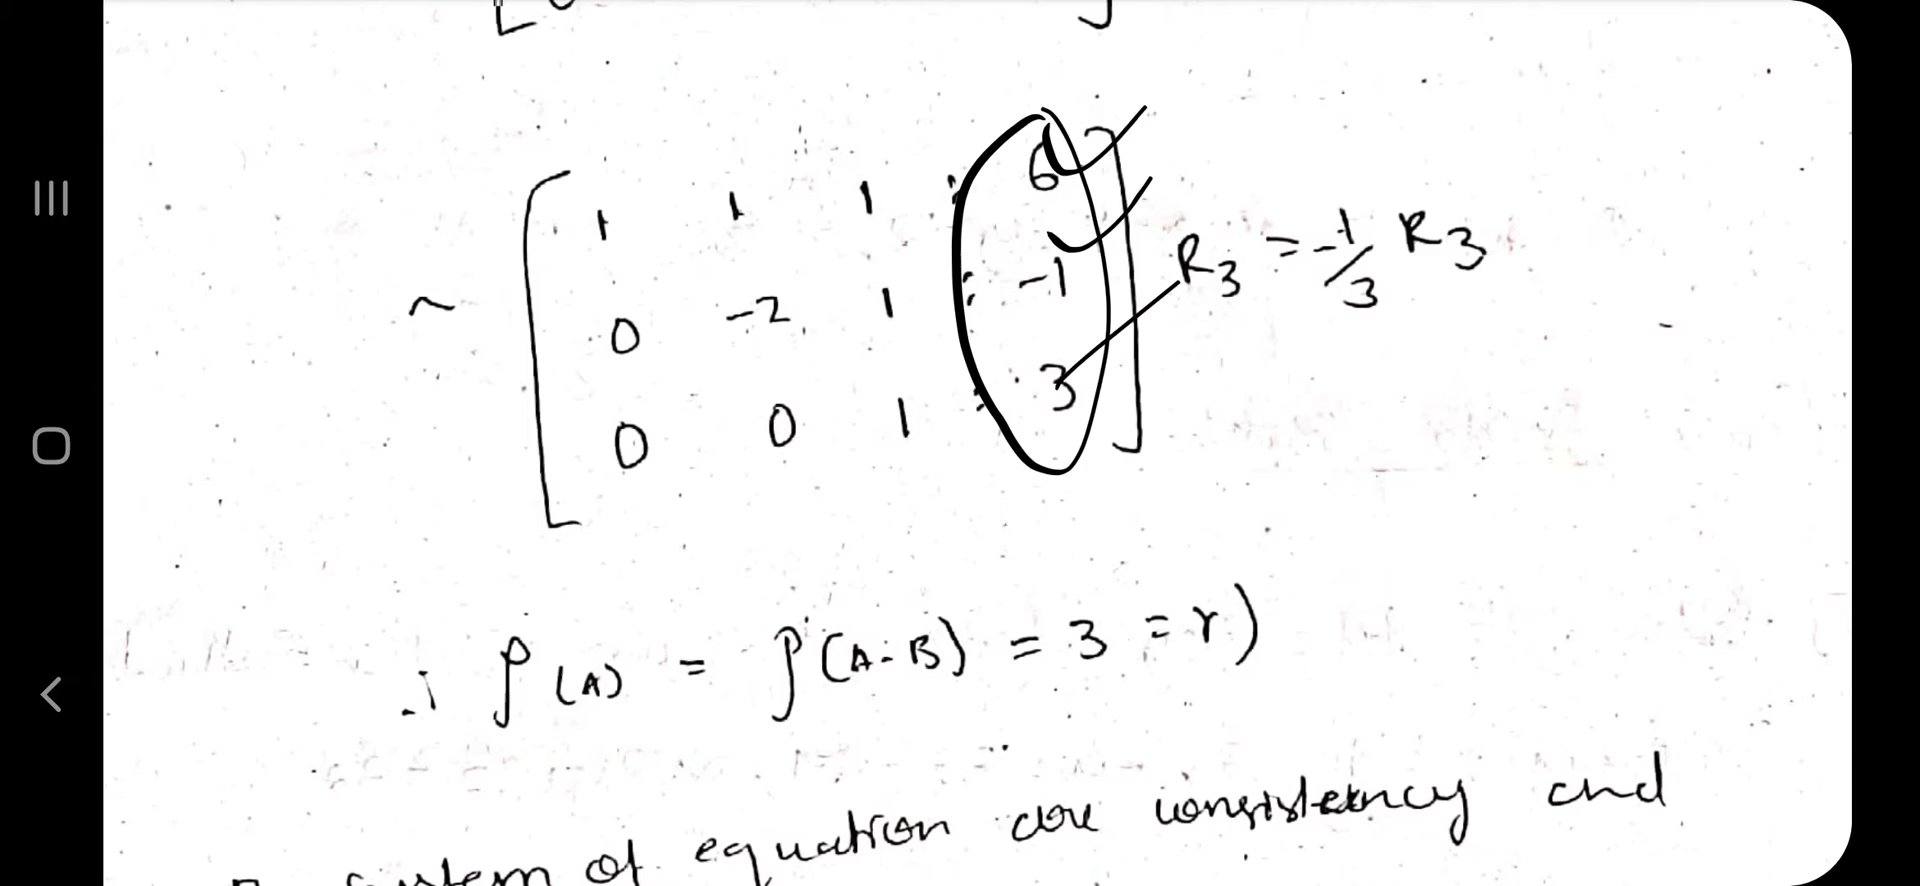 1 1 1 : 6
~ 0 -2 1 : -1 R3 = -1/3 R3
0 0 1 : 3
∴ ρ(A) = ρ(A:B) = 3 = r)
system of equation are consistency and